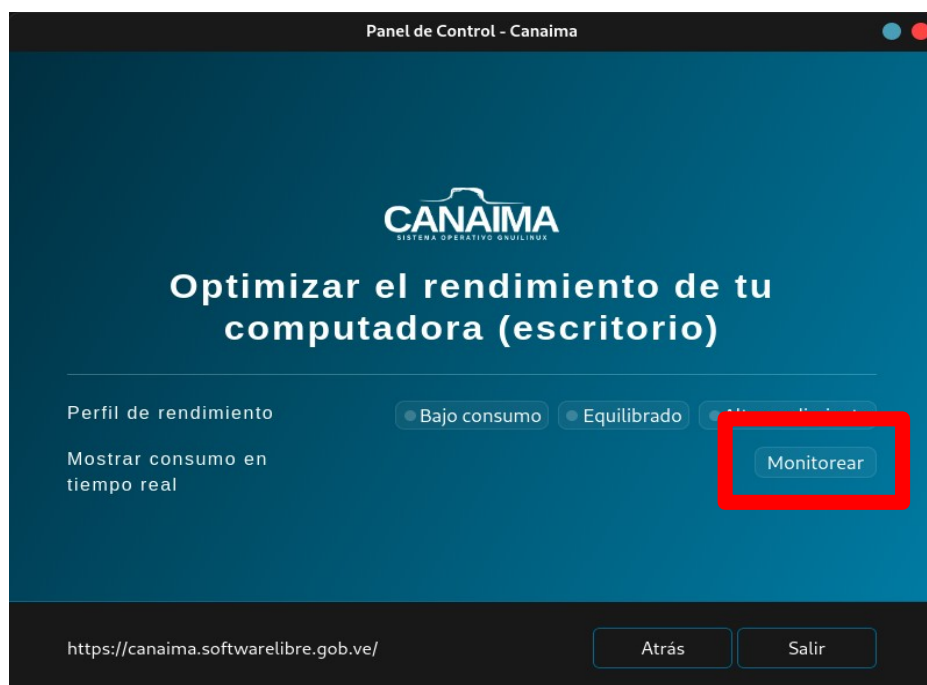 Panel de Control - Canaima
CANAIMA
SISTEMA OPERATIVO GNU/LINUX
Optimizar el rendimiento de tu
computadora (escritorio)
Perfil de rendimiento
Bajo consumo
Equilibrado
Mostrar consumo en
tiempo real
Monitorear
https://canaima.softwarelibre.gob.ve/
Atrás
Salir